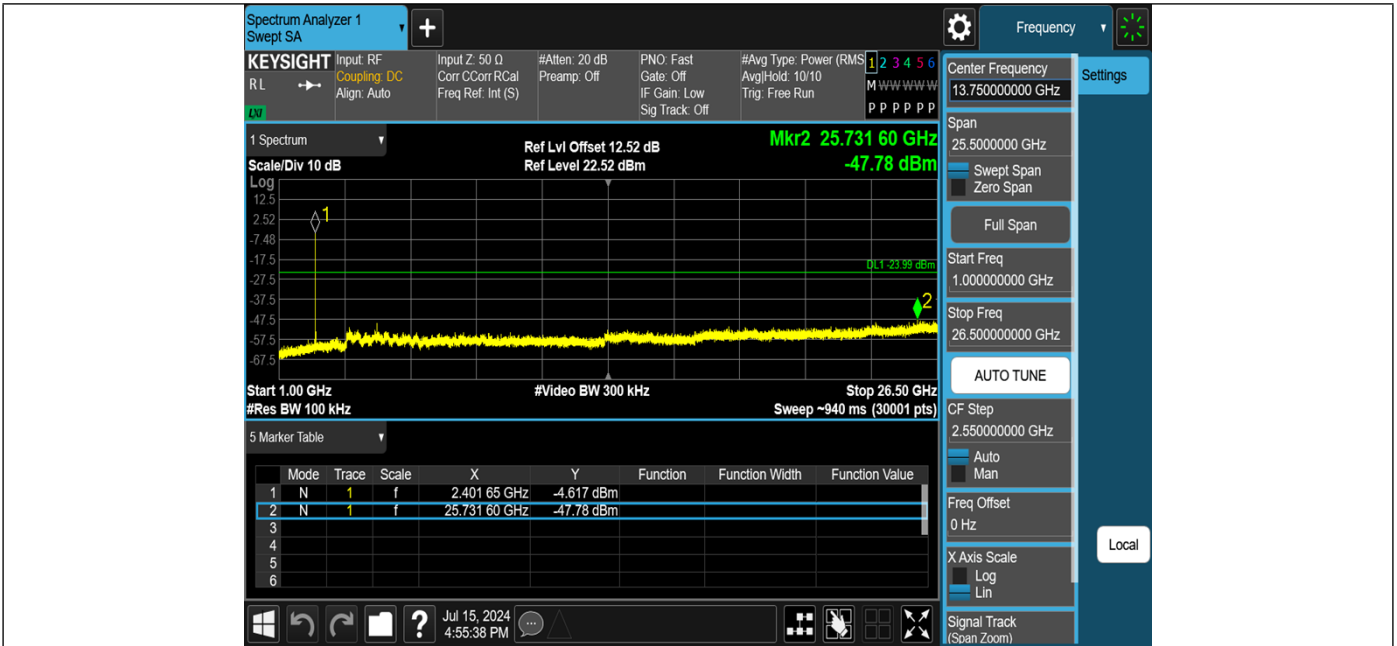 Spectrum Analyzer 1
Swept SA
+
Frequency
KEYSIGHT
R L
LXI
Input: RF
Coupling: DC
Align: Auto
Input Z: 50 Ω
Corr CCorr RCal
Freq Ref: Int (S)
#Atten: 20 dB
Preamp: Off
PNO: Fast
Gate: Off
IF Gain: Low
Sig Track: Off
#Avg Type: Power (RMS
Avg|Hold: 10/10
Trig: Free Run
1 2 3 4 5 6
M W W W W W
P P P P P P
1 Spectrum
Scale/Div 10 dB
Ref Lvl Offset 12.52 dB
Ref Level 22.52 dBm
Mkr2 25.731 60 GHz
-47.78 dBm
Log
12.5
2.52
-7.48
-17.5
-27.5
-37.5
-47.5
-57.5
-67.5
1
DL1 -23.99 dBm
2
Start 1.00 GHz
#Video BW 300 kHz
Stop 26.50 GHz
#Res BW 100 kHz
Sweep ~940 ms (30001 pts)
5 Marker Table
Mode Trace Scale X Y Function Function Width Function Value
1 N 1 f 2.401 65 GHz -4.617 dBm
2 N 1 f 25.731 60 GHz -47.78 dBm
3
4
5
6
?
Jul 15, 2024
4:55:38 PM
Center Frequency
13.750000000 GHz
Span
25.5000000 GHz
Swept Span
Zero Span
Full Span
Start Freq
1.000000000 GHz
Stop Freq
26.500000000 GHz
AUTO TUNE
CF Step
2.550000000 GHz
Auto
Man
Freq Offset
0 Hz
X Axis Scale
Log
Lin
Signal Track
(Span Zoom)
Settings
Local